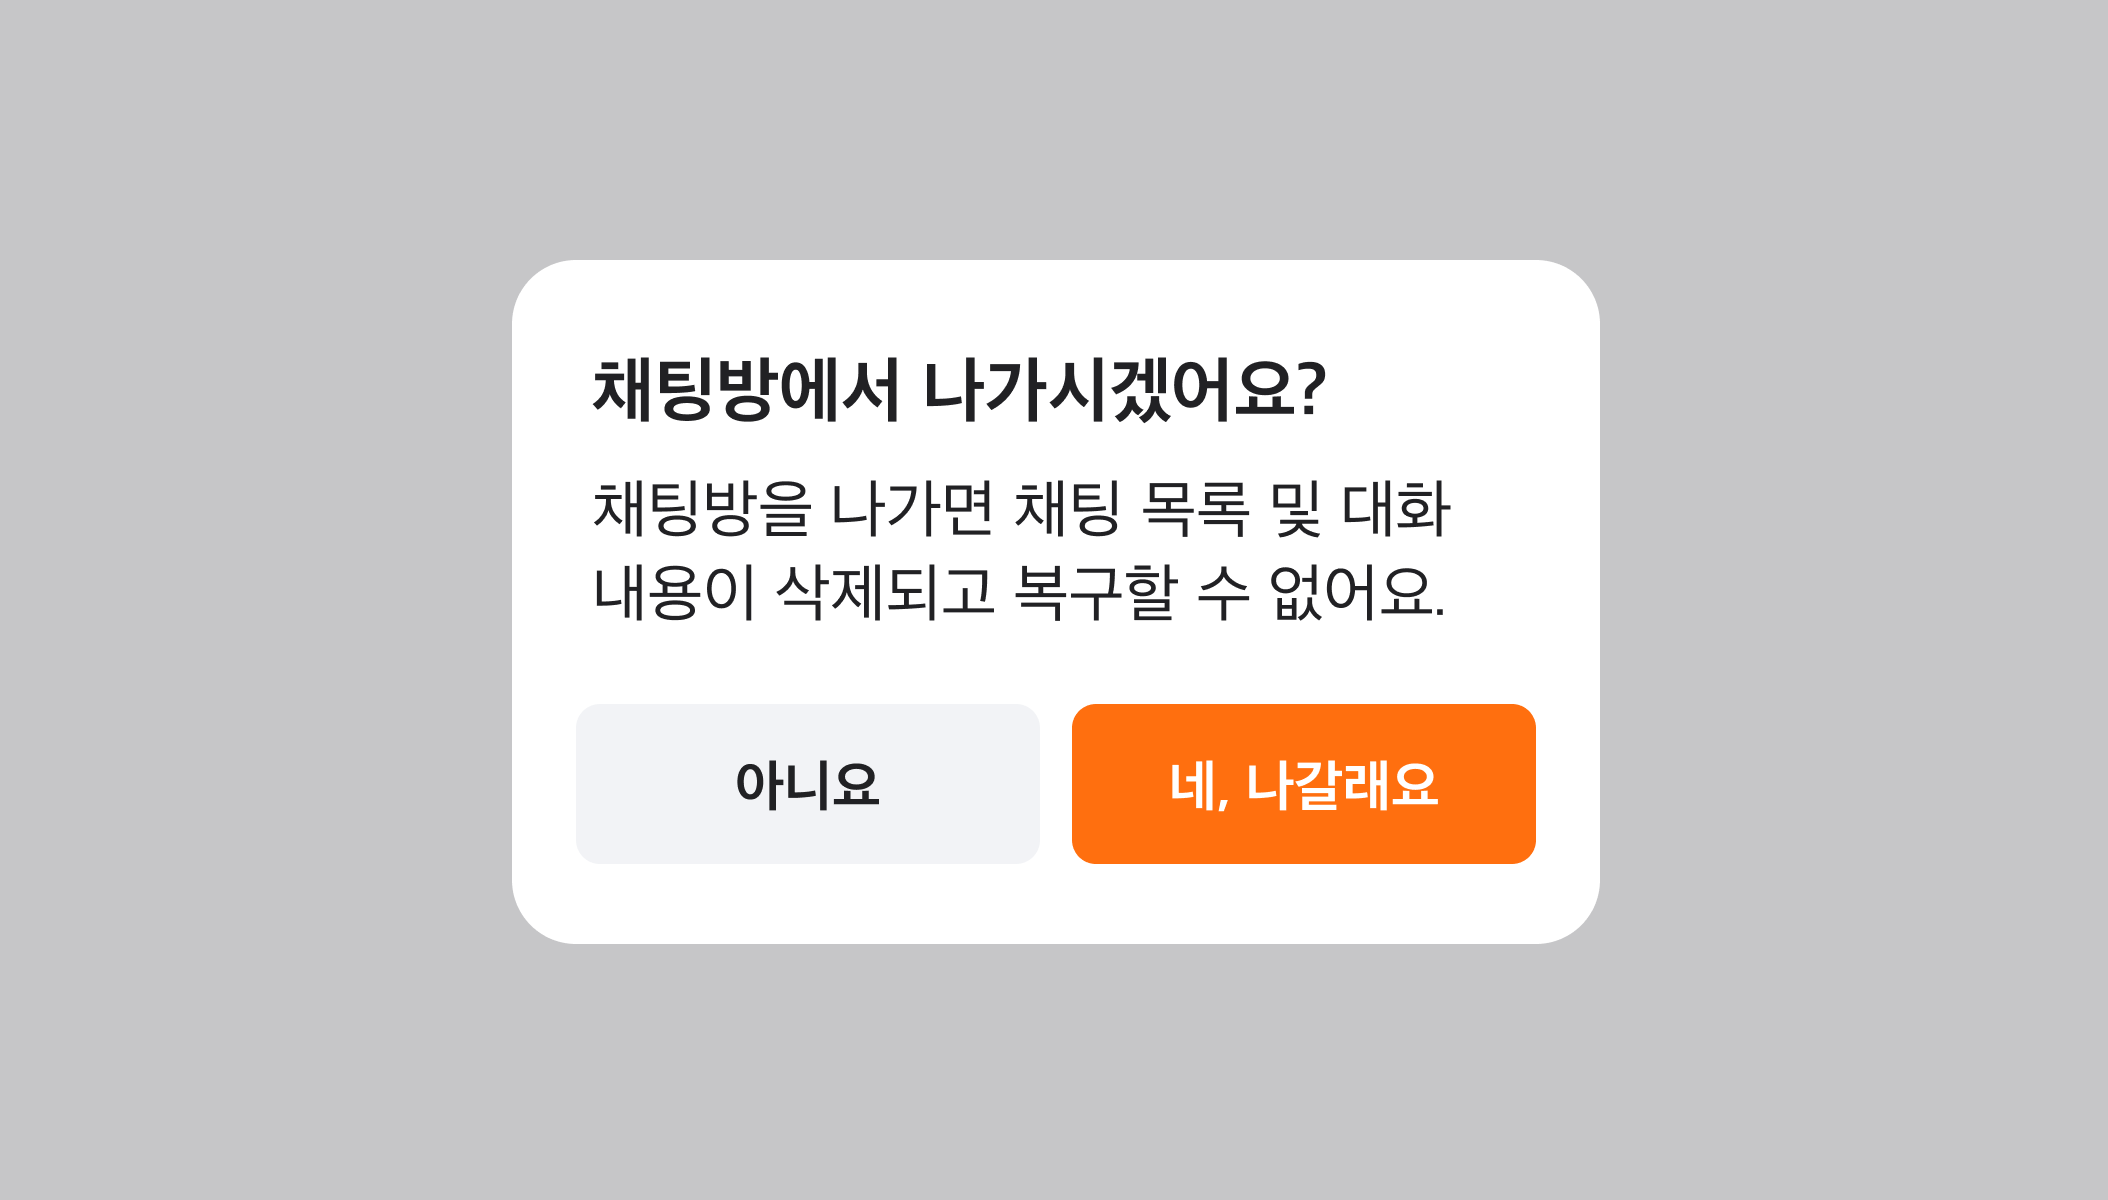 채팅방에서 나가시겠어요?
채팅방을 나가면 채팅 목록 및 대화
내용이 삭제되고 복구할 수 없어요.
아니요
네, 나갈래요